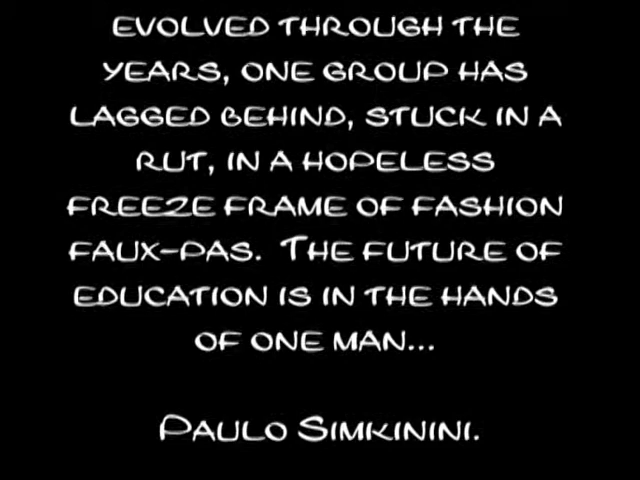 EVOLVED THROUGH THE
YEARS, ONE GROUP HAS
LAGGED BEHIND, STUCK IN A
RUT, IN A HOPELESS
FREEZE FRAME OF FASHION
FAUX-PAS. THE FUTURE OF
EDUCATION IS IN THE HANDS
OF ONE MAN...
PAULO SIMKININI.